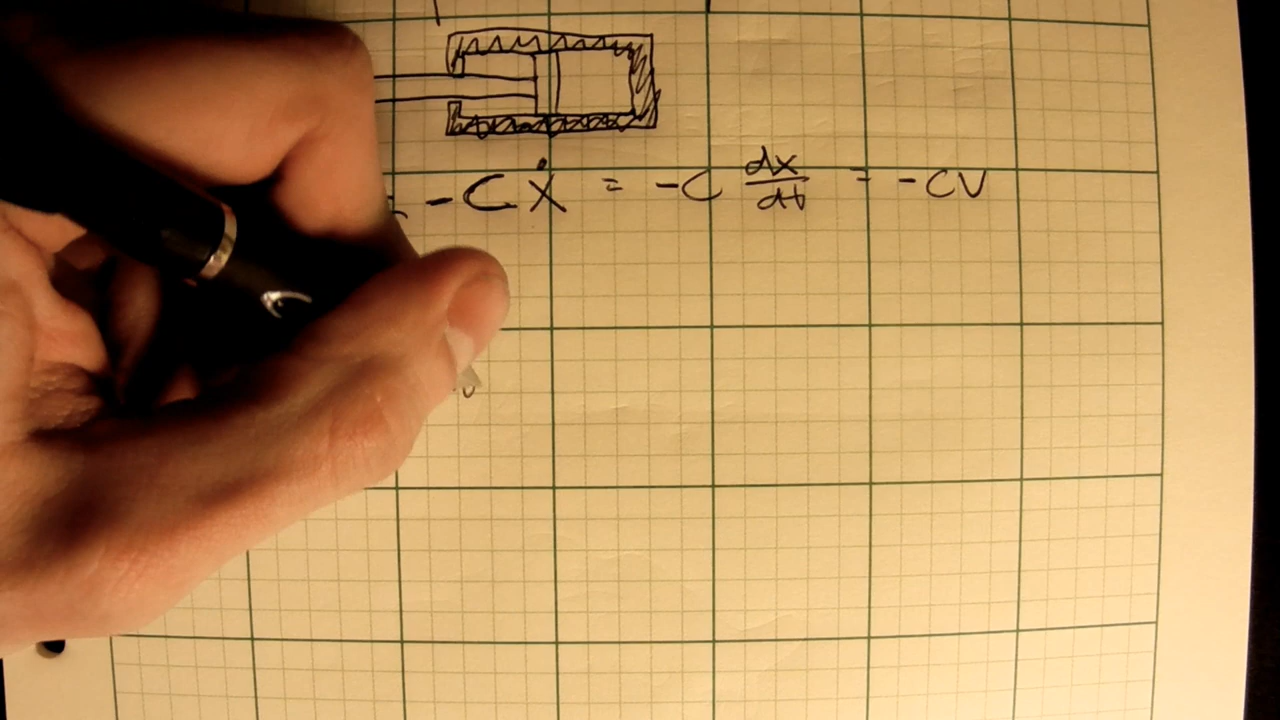 = -CẊ = -C dx/dt = -CV